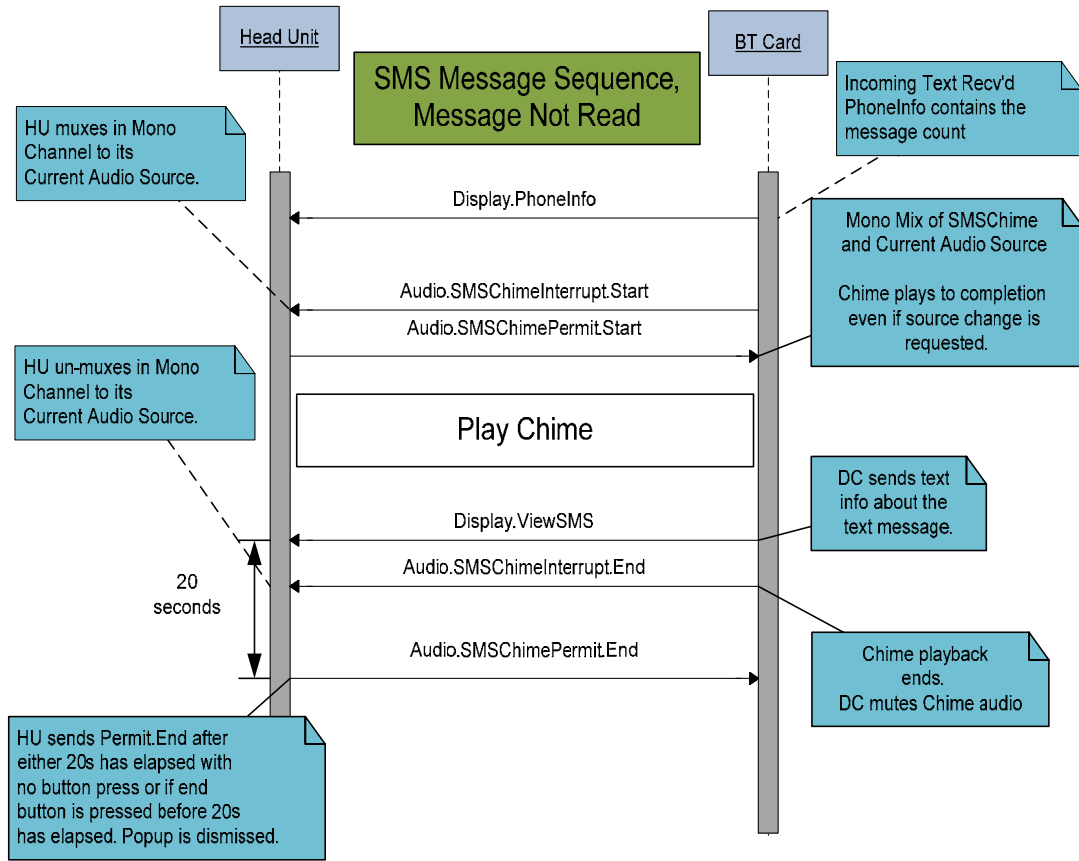 Head Unit
BT Card
SMS Message Sequence,
Message Not Read
Incoming Text Recv'd
PhoneInfo contains the
message count
HU muxes in Mono
Channel to its
Current Audio Source.
Display.PhoneInfo
Mono Mix of SMSChime
and Current Audio Source
Chime plays to completion
even if source change is
requested.
Audio.SMSChimeInterrupt.Start
Audio.SMSChimePermit.Start
HU un-muxes in Mono
Channel to its
Current Audio Source.
Play Chime
DC sends text
info about the
text message.
Display.ViewSMS
Audio.SMSChimeInterrupt.End
20
seconds
Audio.SMSChimePermit.End
Chime playback
ends.
DC mutes Chime audio
HU sends Permit.End after
either 20s has elapsed with
no button press or if end
button is pressed before 20s
has elapsed. Popup is dismissed.